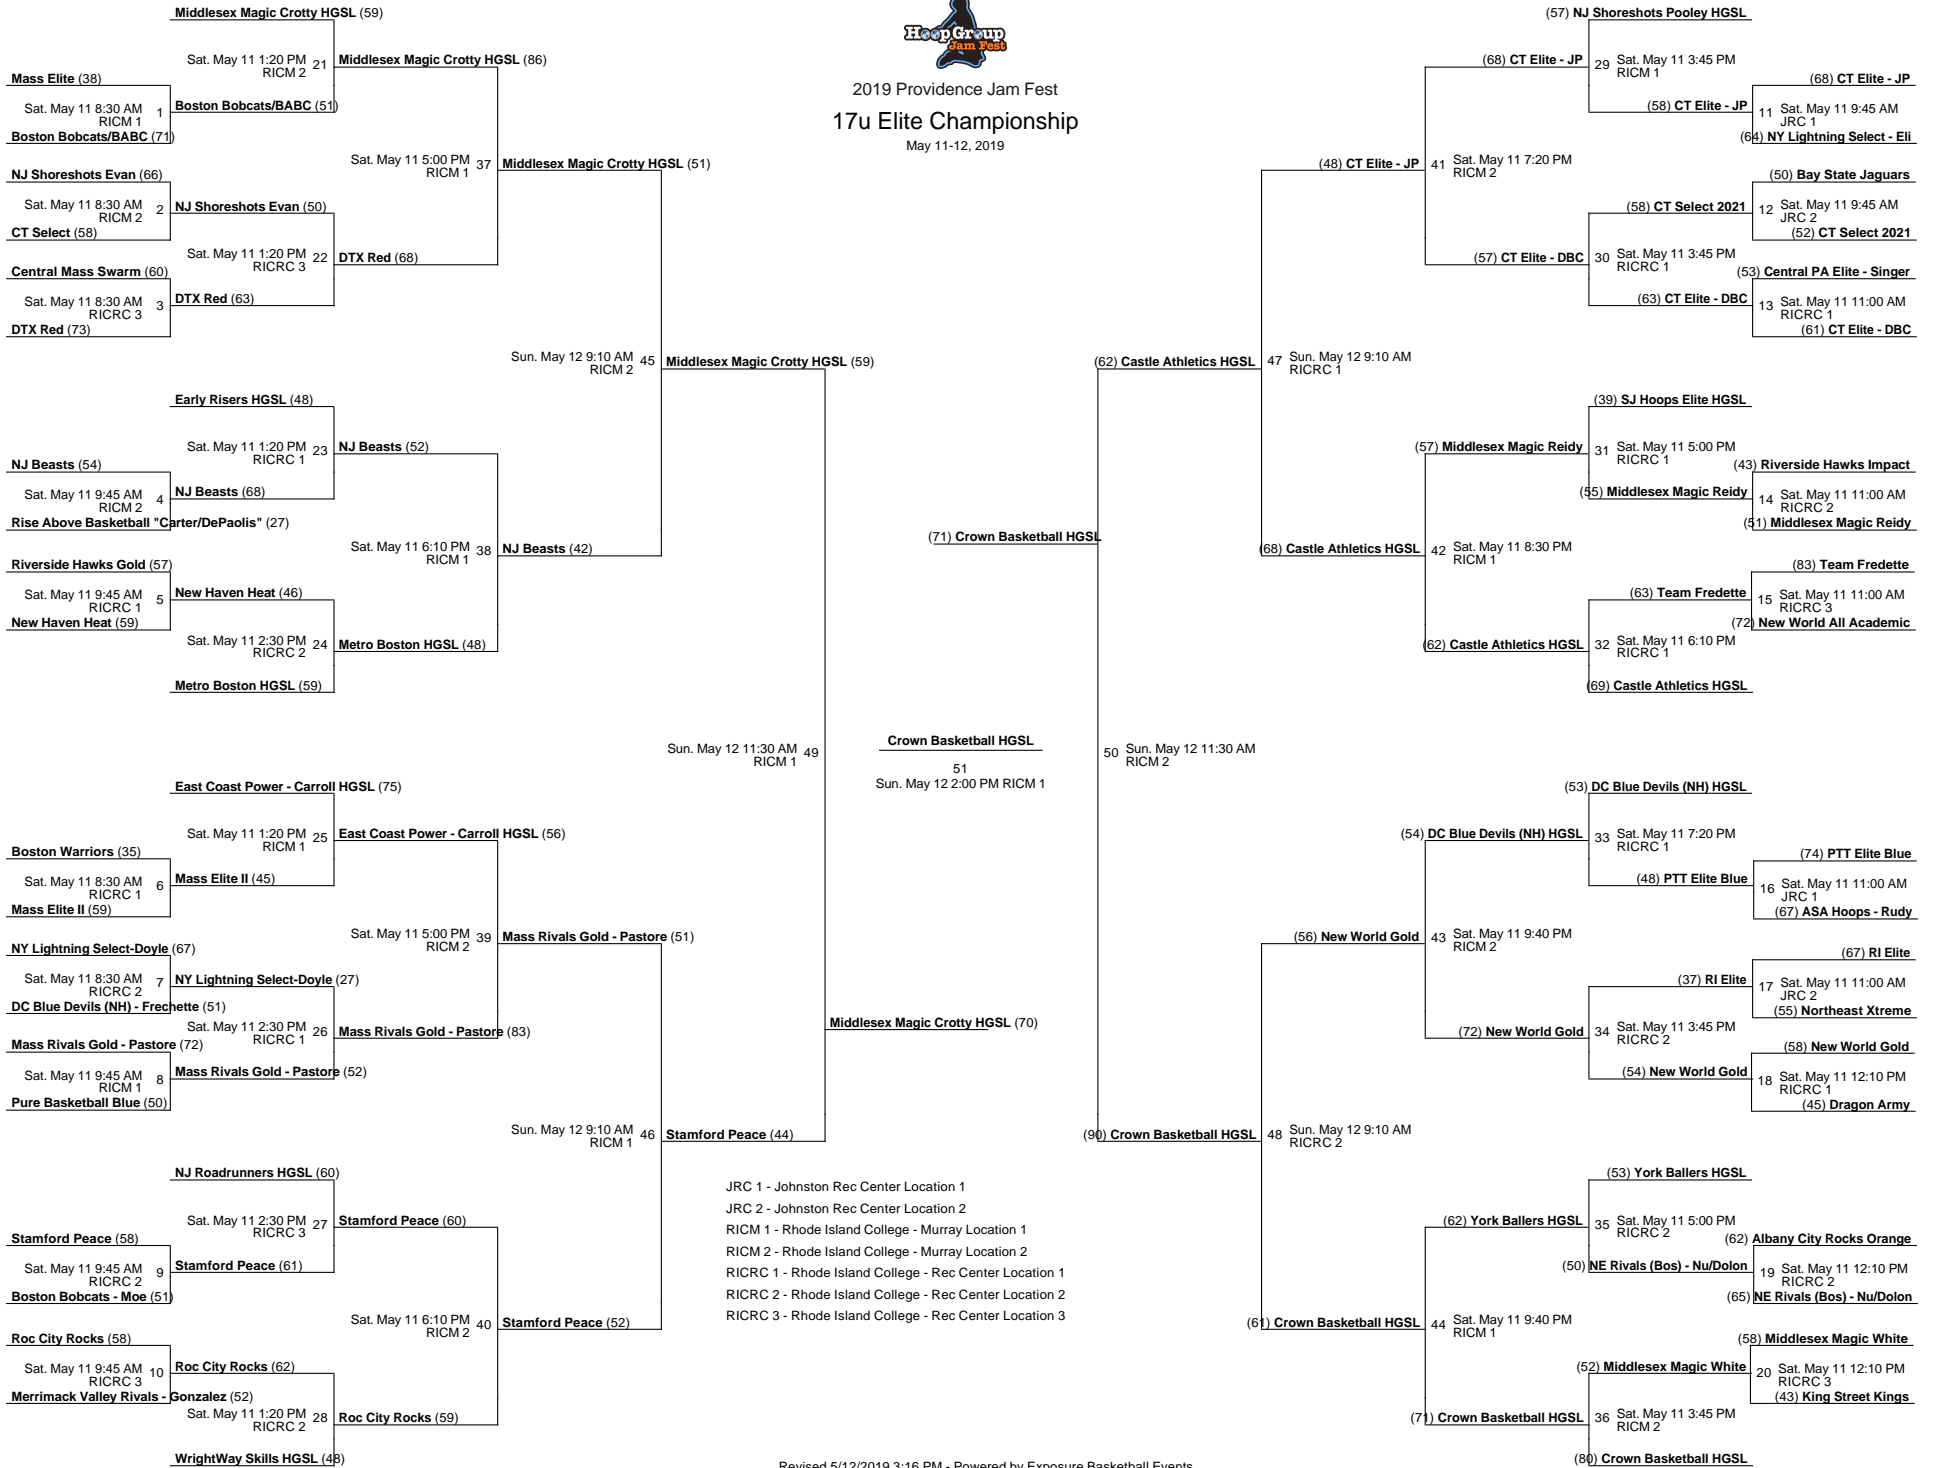 HoopGroup
Jam Fest
2019 Providence Jam Fest
17u Elite Championship
May 11-12, 2019
Middlesex Magic Crotty HGSL (59)
Sat. May 11 1:20 PM 21
RICM 2
Middlesex Magic Crotty HGSL (86)
Mass Elite (38)
Sat. May 11 8:30 AM 1
RICM 1
Boston Bobcats/BABC (51)
Boston Bobcats/BABC (71)
Sat. May 11 5:00 PM 37
RICM 1
Middlesex Magic Crotty HGSL (51)
NJ Shoreshots Evan (66)
Sat. May 11 8:30 AM 2
RICM 2
NJ Shoreshots Evan (50)
CT Select (58)
Sat. May 11 1:20 PM 22
RICRC 3
DTX Red (68)
Central Mass Swarm (60)
Sat. May 11 8:30 AM 3
RICRC 3
DTX Red (63)
DTX Red (73)
Sun. May 12 9:10 AM 45
RICM 2
Middlesex Magic Crotty HGSL (59)
Early Risers HGSL (48)
Sat. May 11 1:20 PM 23
RICRC 1
NJ Beasts (52)
NJ Beasts (54)
Sat. May 11 9:45 AM 4
RICM 2
NJ Beasts (68)
Rise Above Basketball "Carter/DePaolis" (27)
Sat. May 11 6:10 PM 38
RICM 1
NJ Beasts (42)
Riverside Hawks Gold (57)
Sat. May 11 9:45 AM 5
RICRC 1
New Haven Heat (46)
New Haven Heat (59)
Sat. May 11 2:30 PM 24
RICRC 2
Metro Boston HGSL (48)
Metro Boston HGSL (59)
Sun. May 12 11:30 AM 49
RICM 1
East Coast Power - Carroll HGSL (75)
Sat. May 11 1:20 PM 25
RICM 1
East Coast Power - Carroll HGSL (56)
Boston Warriors (35)
Sat. May 11 8:30 AM 6
RICRC 1
Mass Elite II (45)
Mass Elite II (59)
Sat. May 11 5:00 PM 39
RICM 2
Mass Rivals Gold - Pastore (51)
NY Lightning Select-Doyle (67)
Sat. May 11 8:30 AM 7
RICRC 2
NY Lightning Select-Doyle (27)
DC Blue Devils (NH) - Frechette (51)
Sat. May 11 2:30 PM 26
RICRC 1
Mass Rivals Gold - Pastore (83)
Mass Rivals Gold - Pastore (72)
Sat. May 11 9:45 AM 8
RICM 1
Mass Rivals Gold - Pastore (52)
Pure Basketball Blue (50)
Middlesex Magic Crotty HGSL (70)
Sun. May 12 9:10 AM 46
RICM 1
Stamford Peace (44)
NJ Roadrunners HGSL (60)
Sat. May 11 2:30 PM 27
RICRC 3
Stamford Peace (60)
Stamford Peace (58)
Sat. May 11 9:45 AM 9
RICRC 2
Stamford Peace (61)
Boston Bobcats - Moe (51)
Sat. May 11 6:10 PM 40
RICM 2
Stamford Peace (52)
Roc City Rocks (58)
Sat. May 11 9:45 AM 10
RICRC 3
Roc City Rocks (62)
Merrimack Valley Rivals - Gonzalez (52)
Sat. May 11 1:20 PM 28
RICRC 2
Roc City Rocks (59)
WrightWay Skills HGSL (48)
(71) Crown Basketball HGSL
Crown Basketball HGSL
51
Sun. May 12 2:00 PM RICM 1
JRC 1 - Johnston Rec Center Location 1
JRC 2 - Johnston Rec Center Location 2
RICM 1 - Rhode Island College - Murray Location 1
RICM 2 - Rhode Island College - Murray Location 2
RICRC 1 - Rhode Island College - Rec Center Location 1
RICRC 2 - Rhode Island College - Rec Center Location 2
RICRC 3 - Rhode Island College - Rec Center Location 3
(57) NJ Shoreshots Pooley HGSL
(68) CT Elite - JP
29 Sat. May 11 3:45 PM
RICM 1
(68) CT Elite - JP
(58) CT Elite - JP
11 Sat. May 11 9:45 AM
JRC 1
(64) NY Lightning Select - Eli
(48) CT Elite - JP
41 Sat. May 11 7:20 PM
RICM 2
(50) Bay State Jaguars
(58) CT Select 2021
12 Sat. May 11 9:45 AM
JRC 2
(52) CT Select 2021
(57) CT Elite - DBC
30 Sat. May 11 3:45 PM
RICRC 1
(53) Central PA Elite - Singer
(63) CT Elite - DBC
13 Sat. May 11 11:00 AM
RICRC 1
(61) CT Elite - DBC
(62) Castle Athletics HGSL
47 Sun. May 12 9:10 AM
RICRC 1
(39) SJ Hoops Elite HGSL
(57) Middlesex Magic Reidy
31 Sat. May 11 5:00 PM
RICRC 1
(43) Riverside Hawks Impact
(55) Middlesex Magic Reidy
14 Sat. May 11 11:00 AM
RICRC 2
(51) Middlesex Magic Reidy
(68) Castle Athletics HGSL
42 Sat. May 11 8:30 PM
RICM 1
(83) Team Fredette
(63) Team Fredette
15 Sat. May 11 11:00 AM
RICRC 3
(72) New World All Academic
(62) Castle Athletics HGSL
32 Sat. May 11 6:10 PM
RICRC 1
(69) Castle Athletics HGSL
50 Sun. May 12 11:30 AM
RICM 2
(53) DC Blue Devils (NH) HGSL
(54) DC Blue Devils (NH) HGSL
33 Sat. May 11 7:20 PM
RICRC 1
(74) PTT Elite Blue
(48) PTT Elite Blue
16 Sat. May 11 11:00 AM
JRC 1
(67) ASA Hoops - Rudy
(56) New World Gold
43 Sat. May 11 9:40 PM
RICM 2
(67) RI Elite
(37) RI Elite
17 Sat. May 11 11:00 AM
JRC 2
(55) Northeast Xtreme
(72) New World Gold
34 Sat. May 11 3:45 PM
RICRC 2
(58) New World Gold
(54) New World Gold
18 Sat. May 11 12:10 PM
RICRC 1
(45) Dragon Army
(90) Crown Basketball HGSL
48 Sun. May 12 9:10 AM
RICRC 2
(53) York Ballers HGSL
(62) York Ballers HGSL
35 Sat. May 11 5:00 PM
RICRC 2
(62) Albany City Rocks Orange
(50) NE Rivals (Bos) - Nu/Dolon
19 Sat. May 11 12:10 PM
RICRC 2
(65) NE Rivals (Bos) - Nu/Dolon
(61) Crown Basketball HGSL
44 Sat. May 11 9:40 PM
RICM 1
(58) Middlesex Magic White
(52) Middlesex Magic White
20 Sat. May 11 12:10 PM
RICRC 3
(43) King Street Kings
(71) Crown Basketball HGSL
36 Sat. May 11 3:45 PM
RICM 2
(80) Crown Basketball HGSL
Revised 5/12/2019 3:16 PM - Powered by Exposure Basketball Events